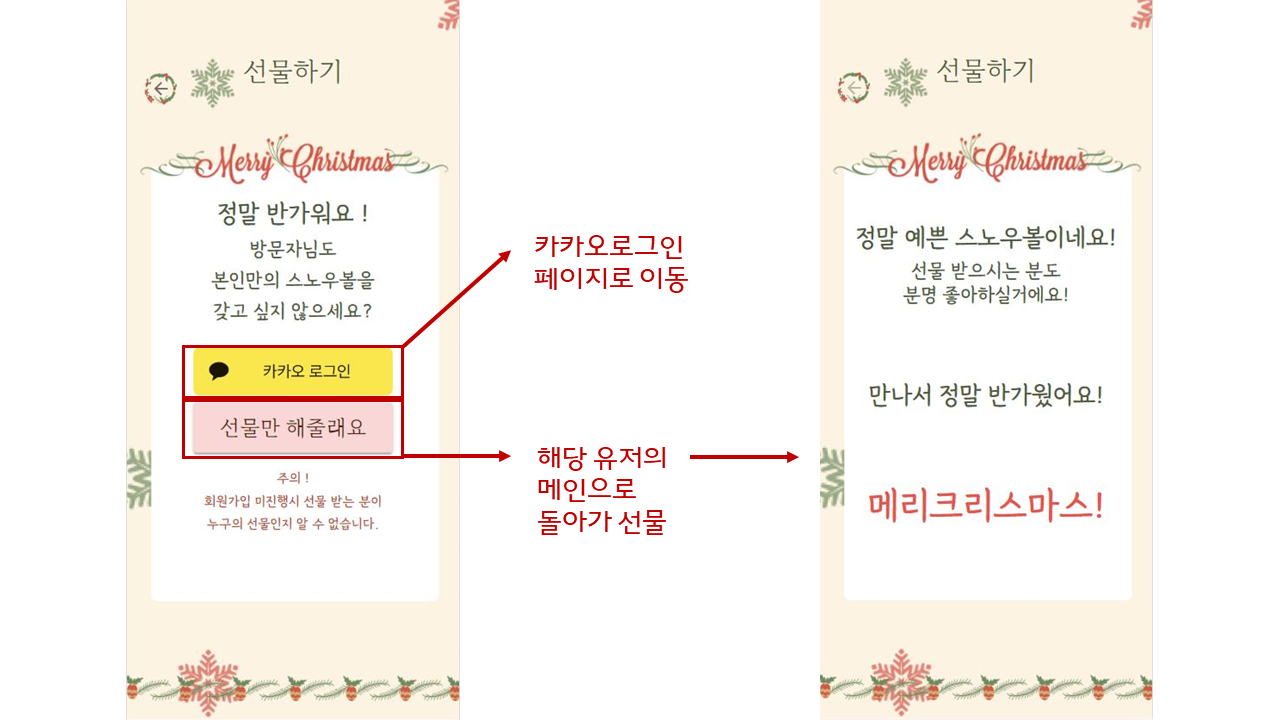 선물하기
Merry Christmas
정말 반가워요 !
방문자님도
본인만의 스노우볼을
갖고 싶지 않으세요?
카카오 로그인
선물만 해줄래요
주의 !
회원가입 미진행시 선물 받는 분이
누구의 선물인지 알 수 없습니다.
카카오로그인
페이지로 이동
해당 유저의
메인으로
돌아가 선물
선물하기
Merry Christmas
정말 예쁜 스노우볼이네요!
선물 받으시는 분도
분명 좋아하실거에요!
만나서 정말 반가웠어요!
메리크리스마스!